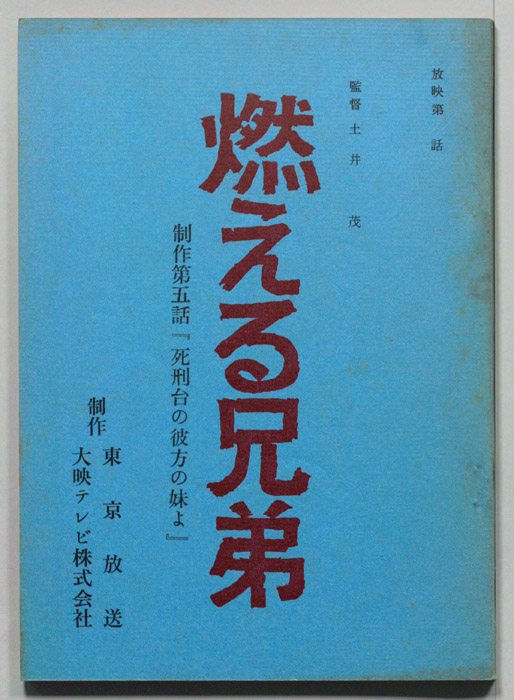 放映第　話
監督 土井　茂
燃える兄弟
制作第五話『死刑台の彼方の妹よ』
制作 東京放送
大映テレビ株式会社